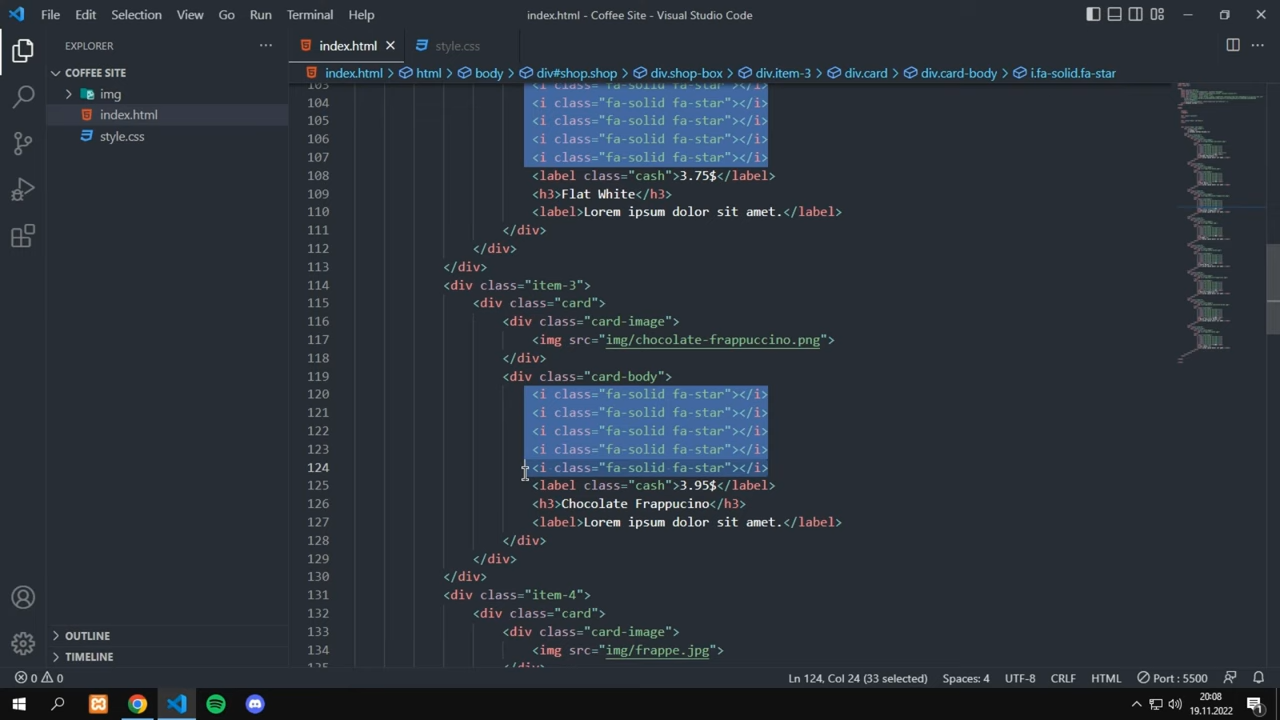 File Edit Selection View Go Run Terminal Help
index.html - Coffee Site - Visual Studio Code
EXPLORER
index.html
style.css
COFFEE SITE
img
index.html
style.css
OUTLINE
TIMELINE
index.html > html > body > div#shop.shop > div.shop-box > div.item-3 > div.card > div.card-body > i.fa-solid.fa-star
103 <i class="fa-solid fa-star"></i>
104 <i class="fa-solid fa-star"></i>
105 <i class="fa-solid fa-star"></i>
106 <i class="fa-solid fa-star"></i>
107 <i class="fa-solid fa-star"></i>
108 <label class="cash">3.75$</label>
109 <h3>Flat White</h3>
110 <label>Lorem ipsum dolor sit amet.</label>
111 </div>
112 </div>
113 </div>
114 <div class="item-3">
115 <div class="card">
116 <div class="card-image">
117 <img src="img/chocolate-frappuccino.png">
118 </div>
119 <div class="card-body">
120 <i class="fa-solid fa-star"></i>
121 <i class="fa-solid fa-star"></i>
122 <i class="fa-solid fa-star"></i>
123 <i class="fa-solid fa-star"></i>
124 <i class="fa-solid fa-star"></i>
125 <label class="cash">3.95$</label>
126 <h3>Chocolate Frappucino</h3>
127 <label>Lorem ipsum dolor sit amet.</label>
128 </div>
129 </div>
130 </div>
131 <div class="item-4">
132 <div class="card">
133 <div class="card-image">
134 <img src="img/frappe.jpg">
135 </div>
0 0
Ln 124, Col 24 (33 selected) Spaces: 4 UTF-8 CRLF HTML Port : 5500
20:08
19.11.2022
1